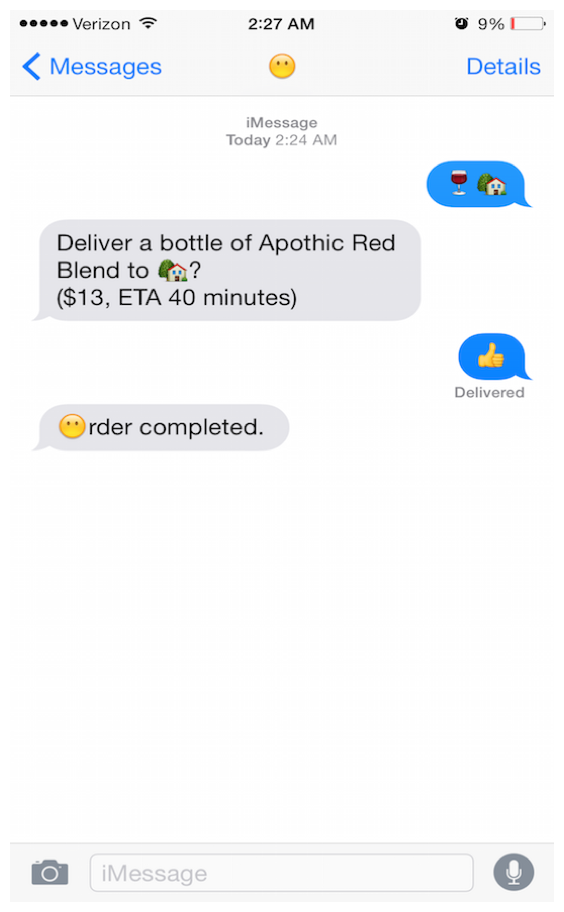 Verizon 2:27 AM 9%
Messages 😶 Details
iMessage
Today 2:24 AM
🍷 🏡
Deliver a bottle of Apothic Red
Blend to 🏡?
($13, ETA 40 minutes)
👍
Delivered
😶rder completed.
iMessage